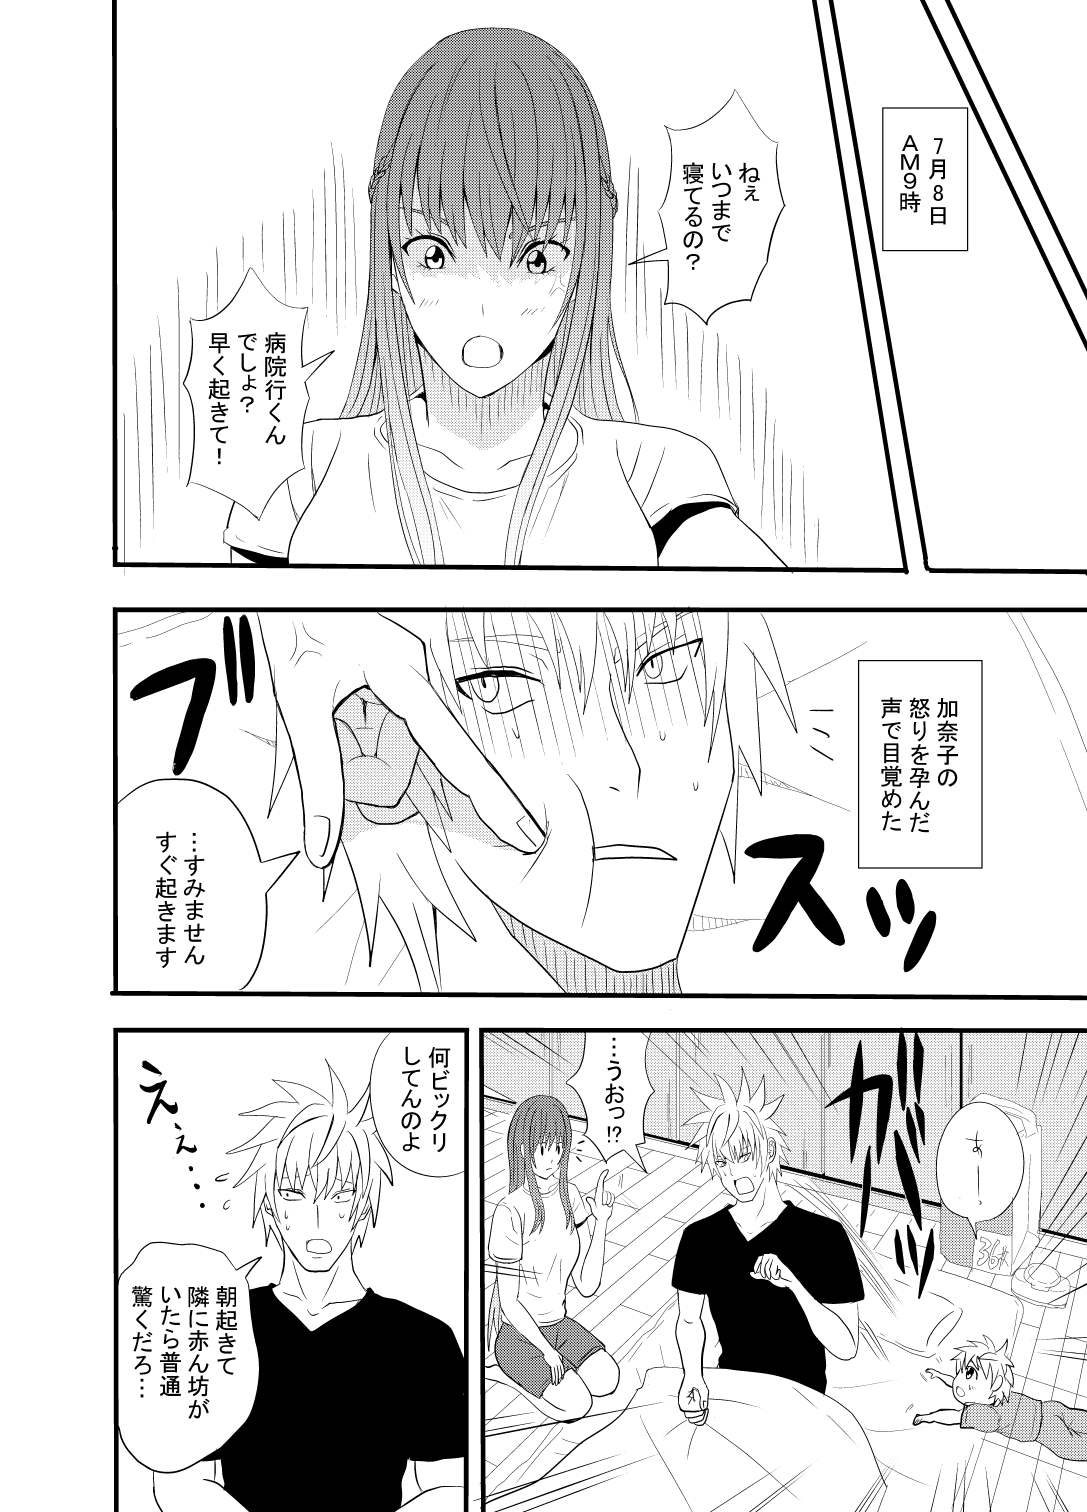 7月8日
AM9時
ねぇ
いつまで
寝てるの?
病院行くん
でしょ?
早く起きて!
加奈子の
怒りを孕んだ
声で目覚めた
スッ
ブズ
…すみません
すぐ起きます
ガバ
あー
36枚
…うおっ!?
何ビックリ
してんのよ
えぇ…
朝起きて
隣に赤ん坊が
いたら普通
驚くだろ…